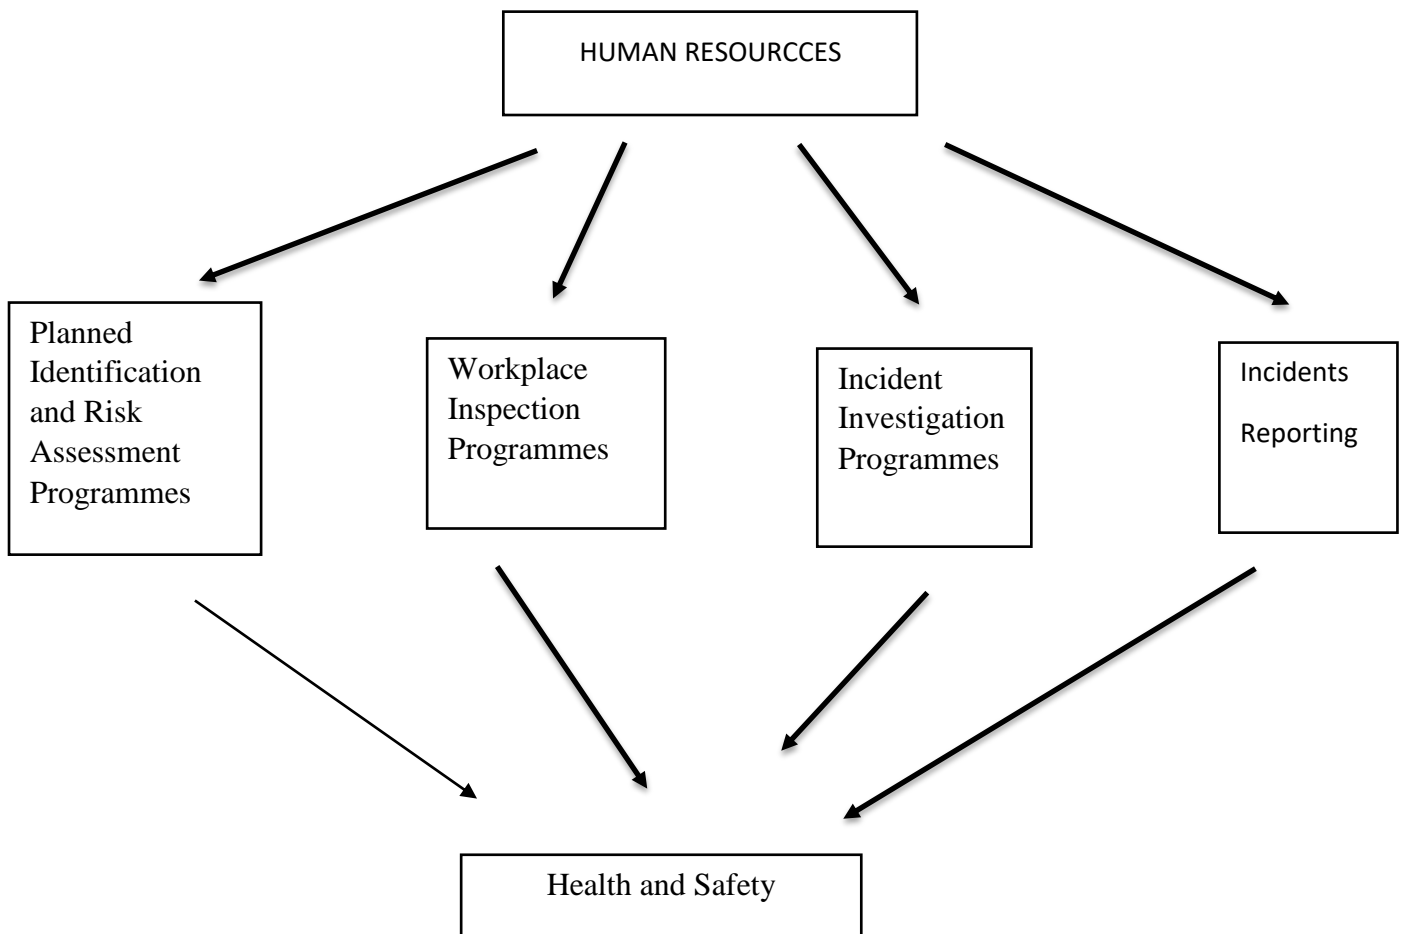 HUMAN RESOURCCES
Planned
Identification
and Risk
Assessment
Programmes
Workplace
Inspection
Programmes
Incident
Investigation
Programmes
Incidents
Reporting
Health and Safety